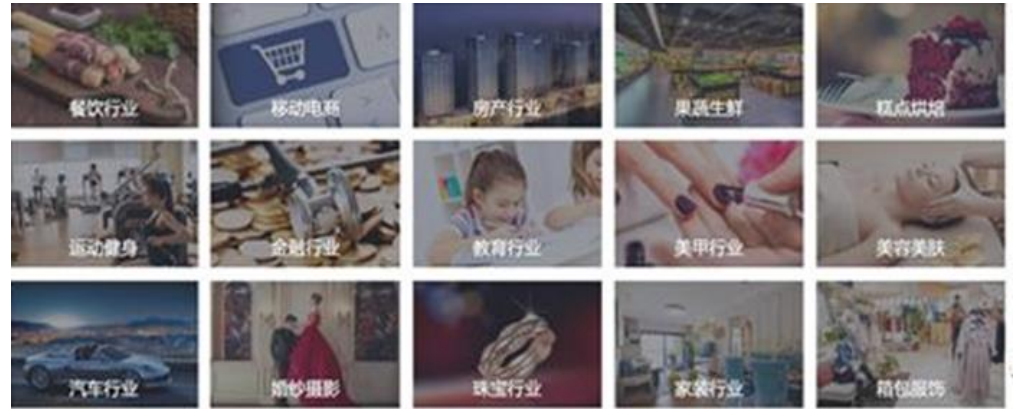 餐饮行业
移动电商
房产行业
果蔬生鲜
糕点烘焙
运动健身
金融行业
教育行业
美甲行业
美容美肤
汽车行业
婚纱摄影
珠宝行业
家装行业
箱包服饰